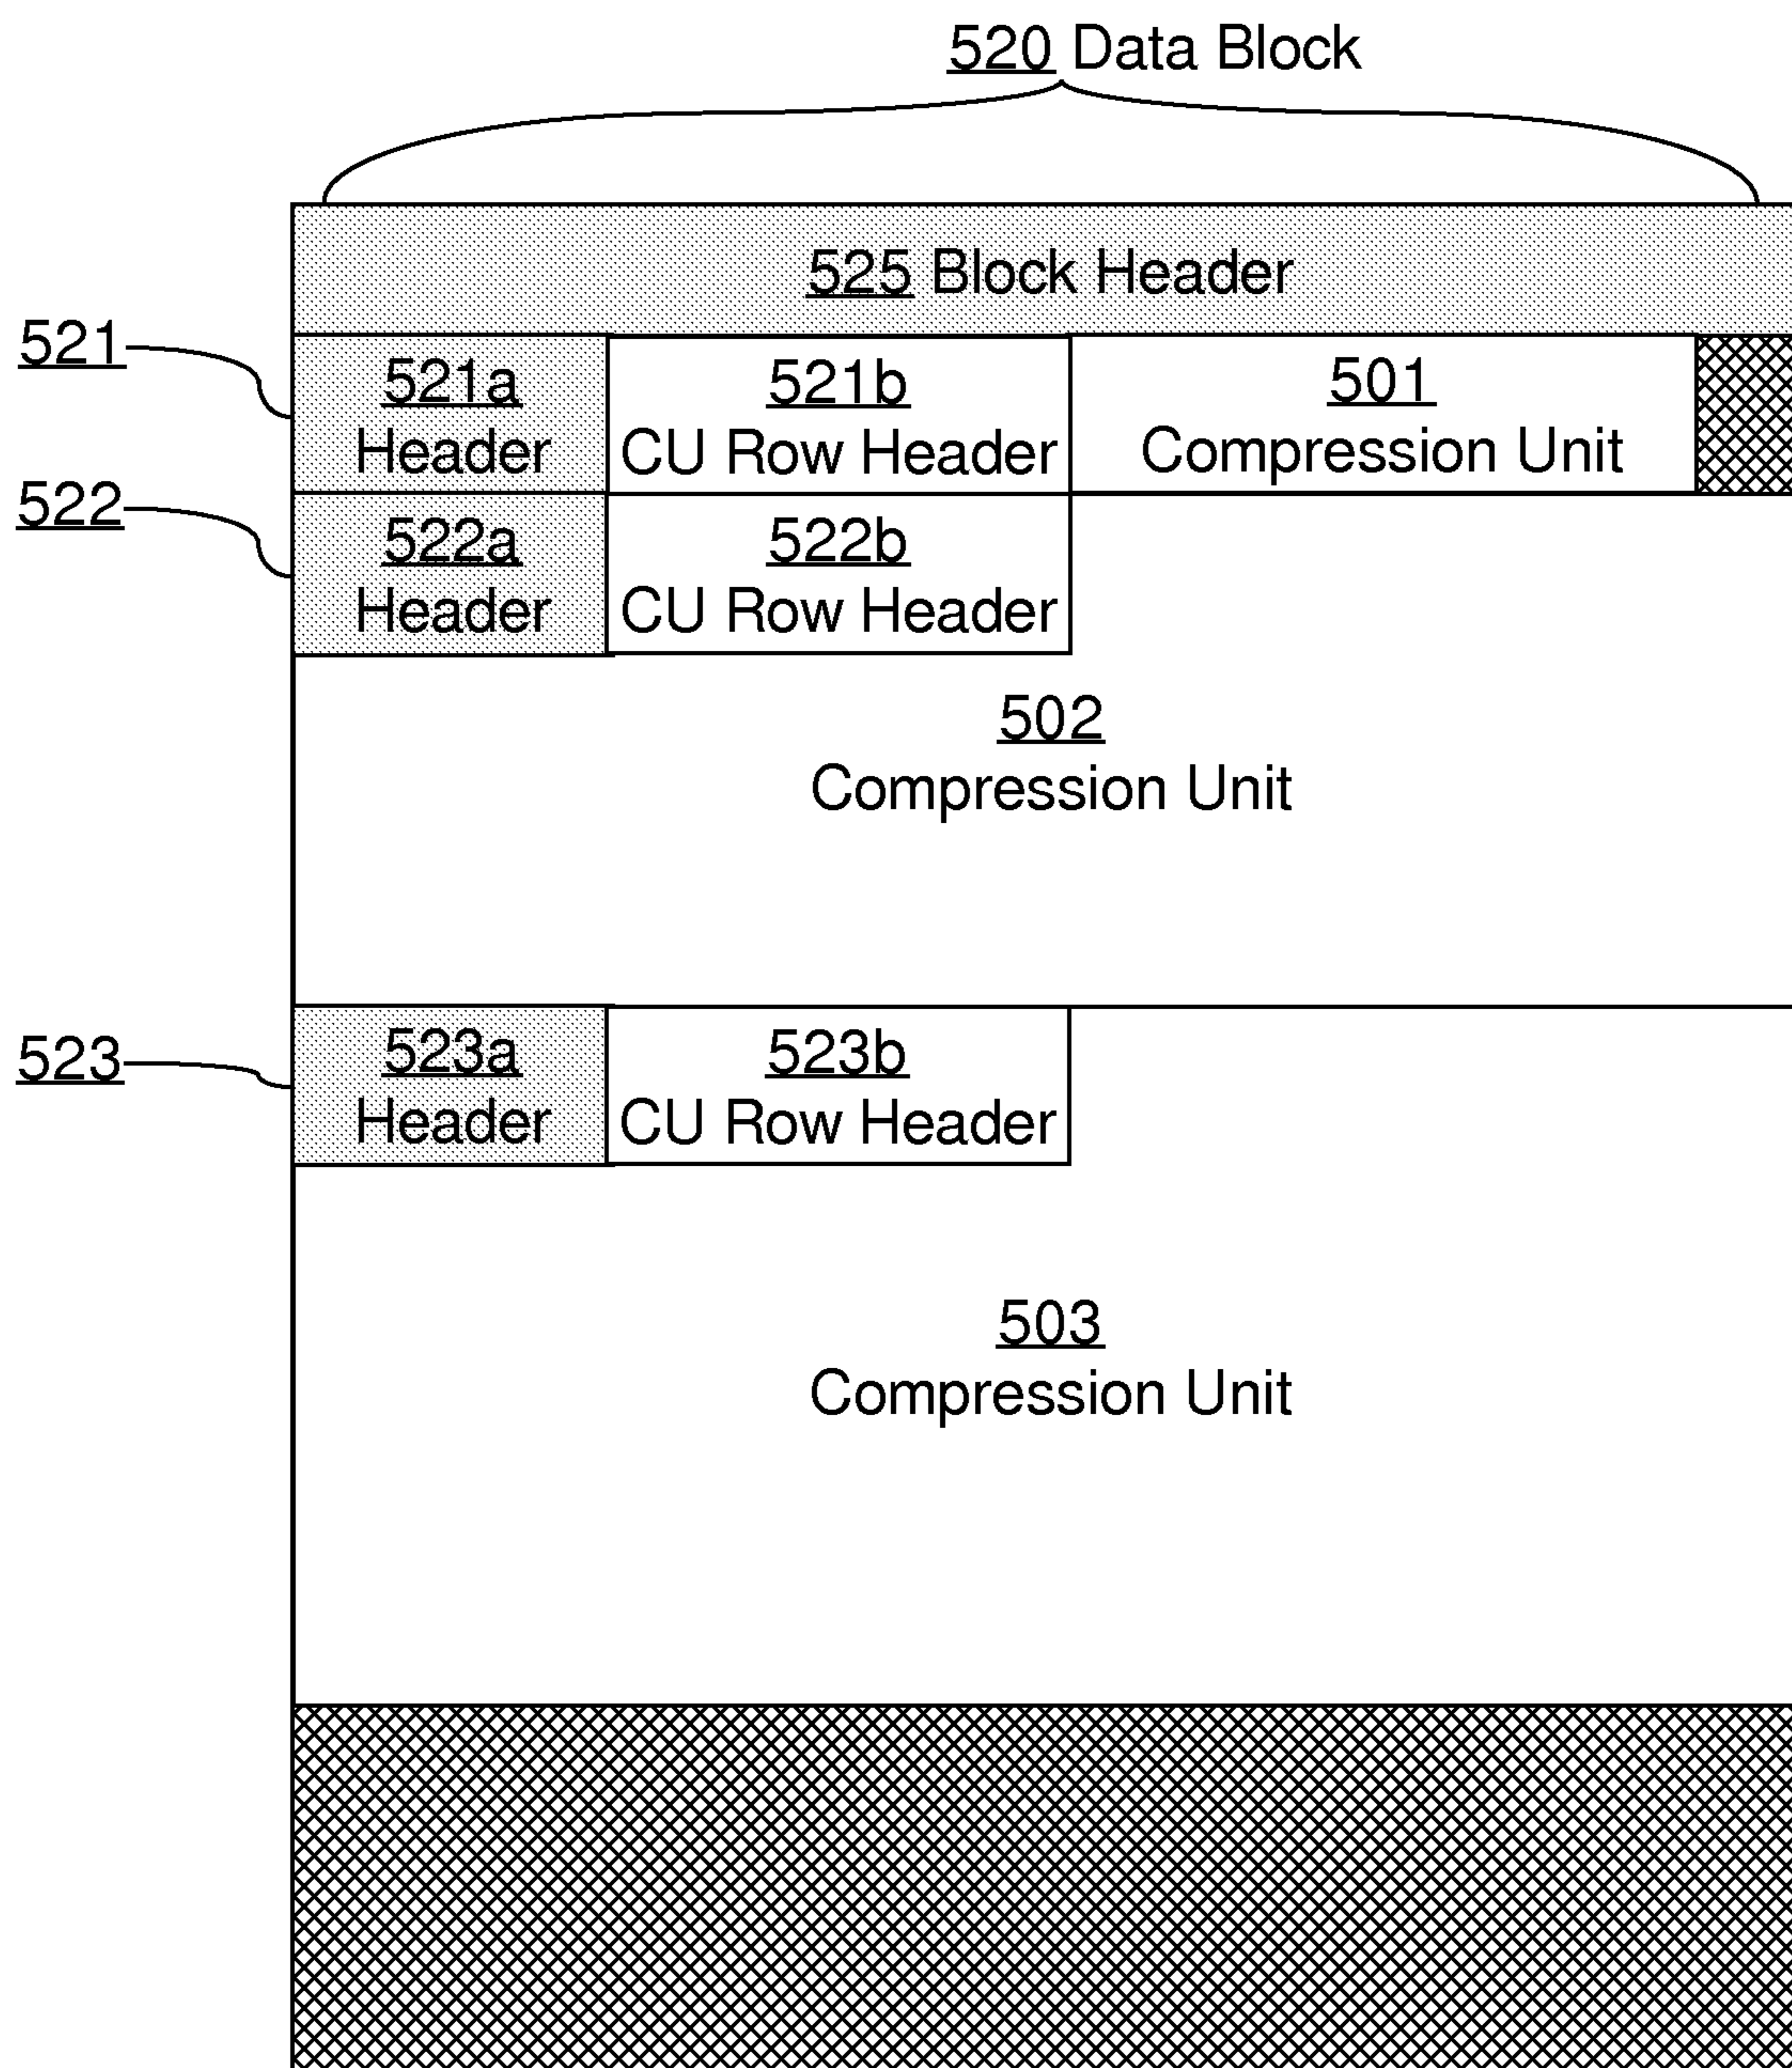 520 Data Block
525 Block Header
521
521a
Header
521b
CU Row Header
501
Compression Unit
522
522a
Header
522b
CU Row Header
502
Compression Unit
523
523a
Header
523b
CU Row Header
503
Compression Unit